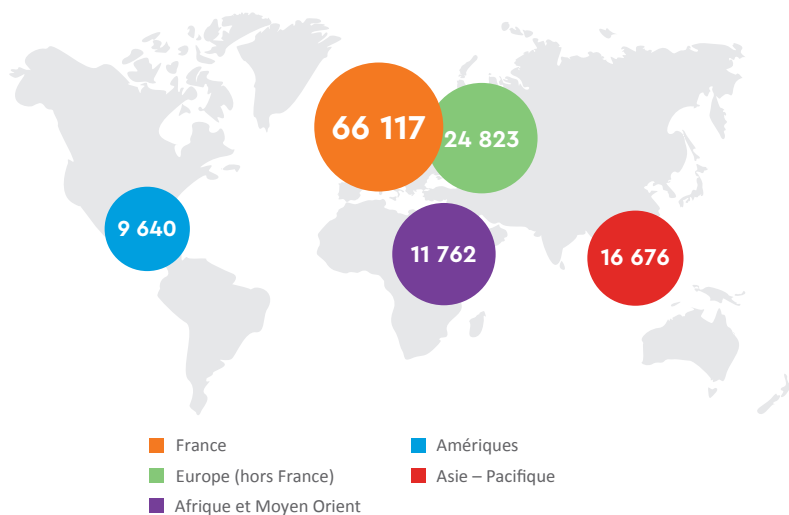 66 117
24 823
9 640
11 762
16 676
France
Europe (hors France)
Afrique et Moyen Orient
Amériques
Asie – Pacifique